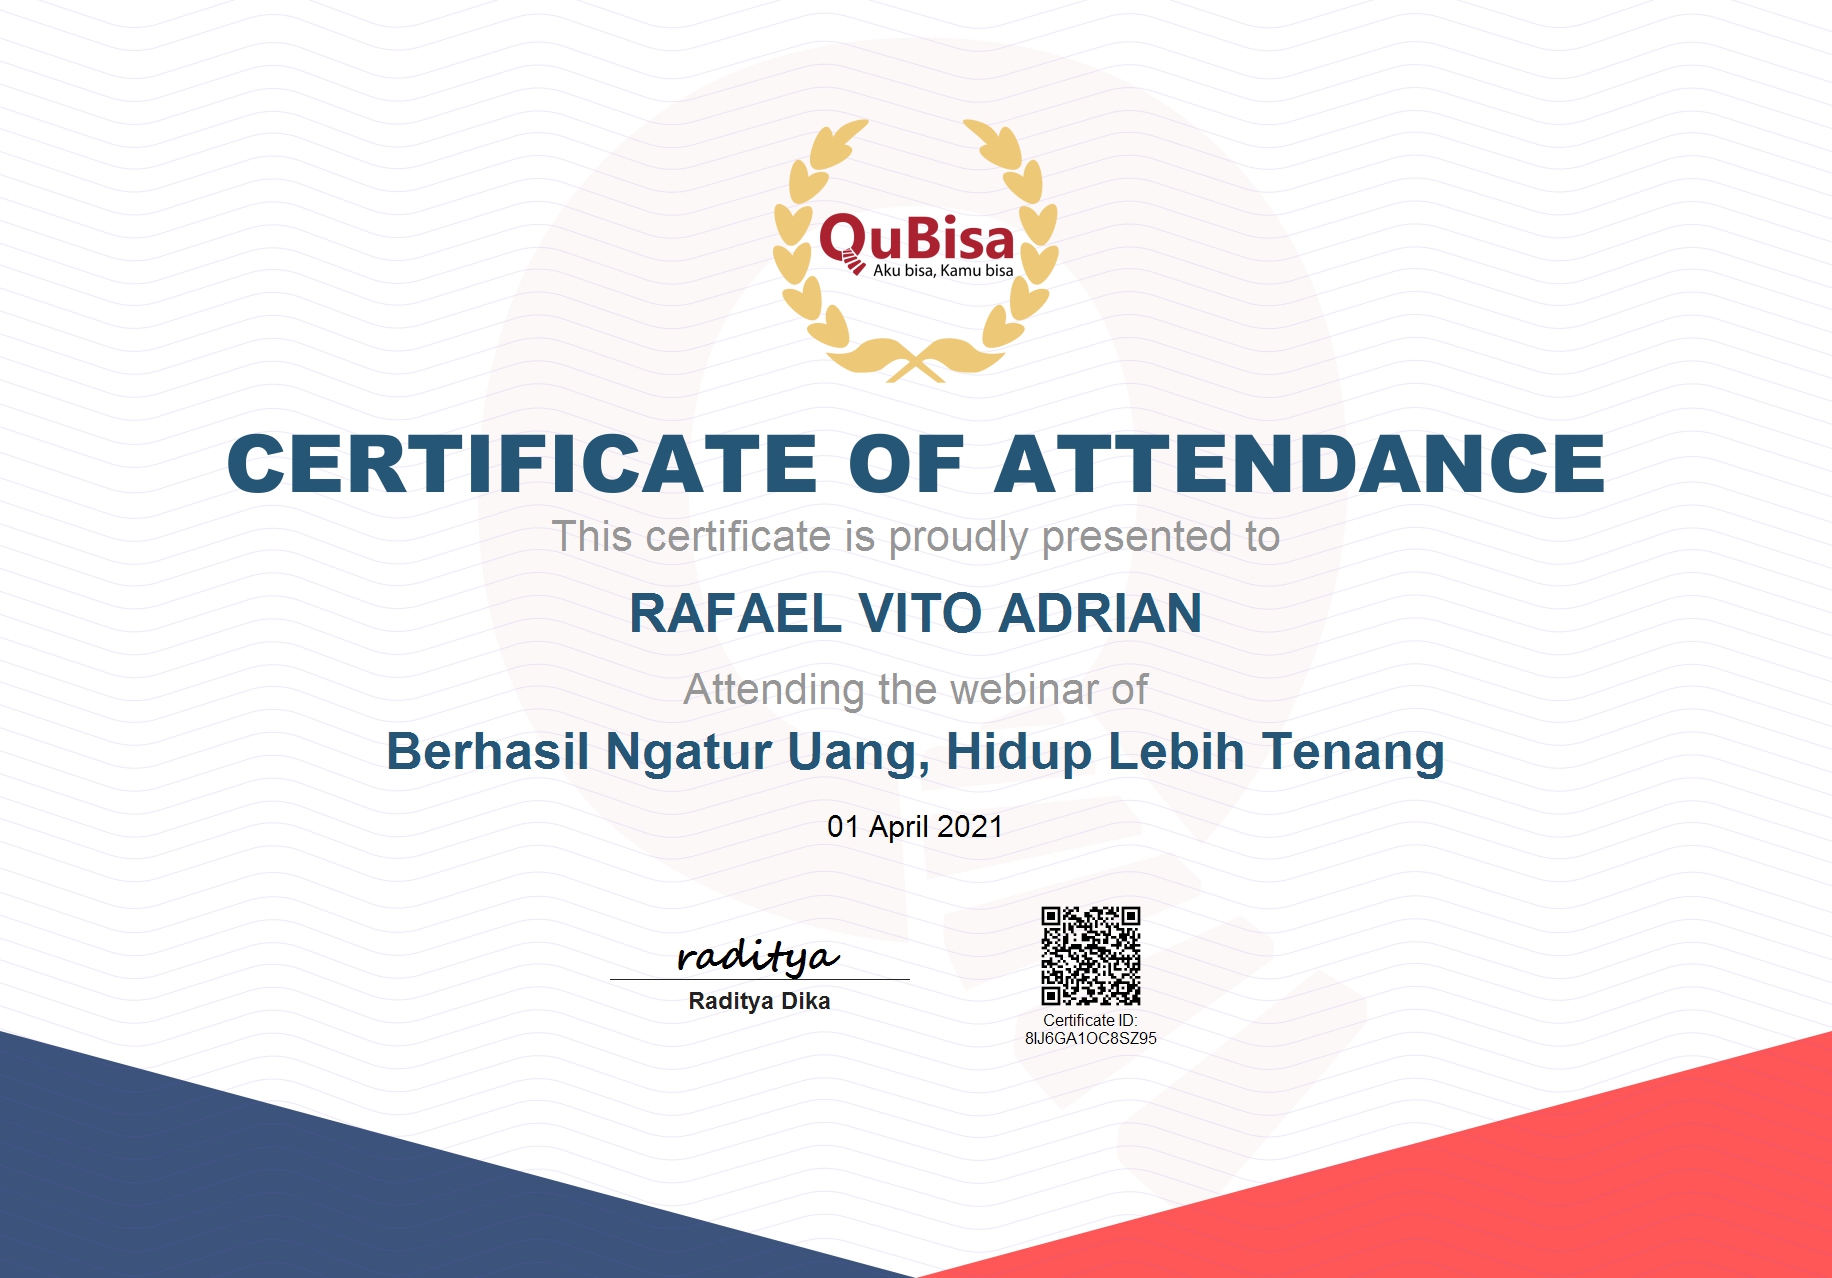 QuBisa
Aku bisa, Kamu bisa
CERTIFICATE OF ATTENDANCE
This certificate is proudly presented to
RAFAEL VITO ADRIAN
Attending the webinar of
Berhasil Ngatur Uang, Hidup Lebih Tenang
01 April 2021
raditya
Raditya Dika
Certificate ID:
8IJ6GA1OC8SZ95